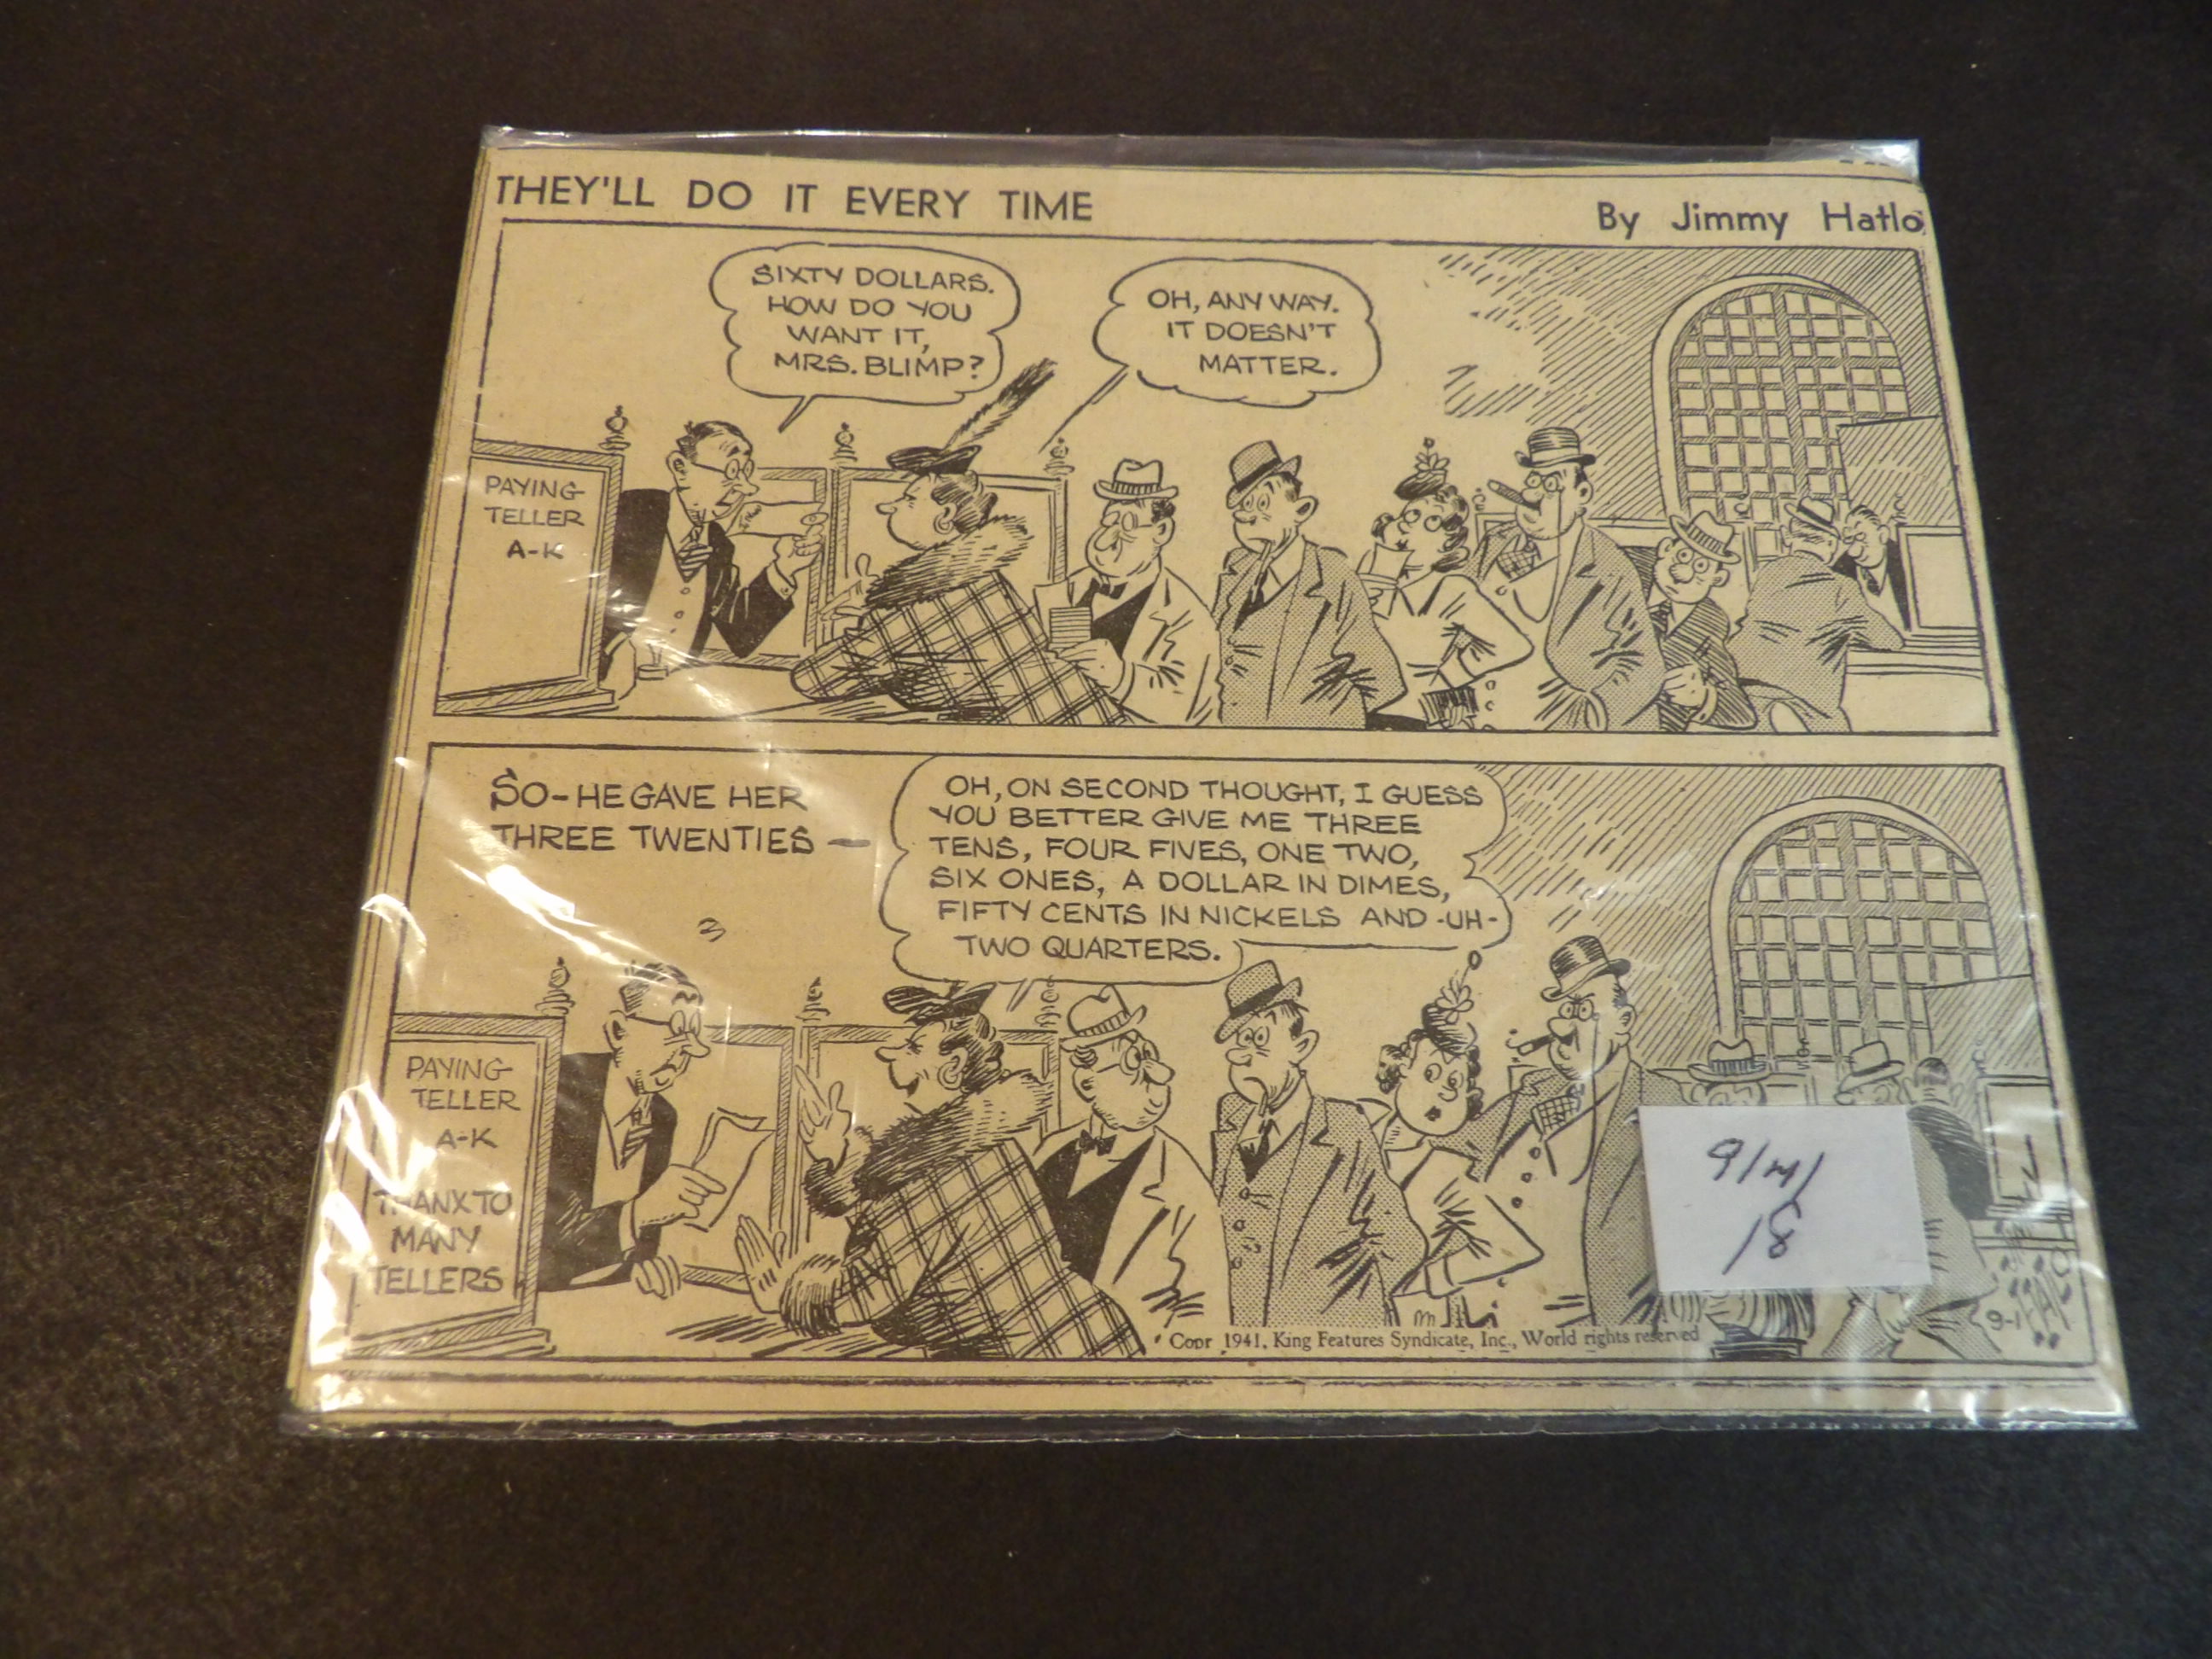 THEY'LL DO IT EVERY TIME
By Jimmy Hatlo
SIXTY DOLLARS.
HOW DO YOU
WANT IT,
MRS. BLIMP?
OH, ANY WAY.
IT DOESN'T
MATTER.
PAYING
TELLER
A-K
SO-HE GAVE HER
THREE TWENTIES —
OH, ON SECOND THOUGHT, I GUESS
YOU BETTER GIVE ME THREE
TENS, FOUR FIVES, ONE TWO,
SIX ONES, A DOLLAR IN DIMES,
FIFTY CENTS IN NICKELS AND -UH-
TWO QUARTERS.
3
PAYING
TELLER
A-K
THANX TO
MANY
TELLERS
9/41
18
9-1
Copr 1941, King Features Syndicate, Inc., World rights reserved